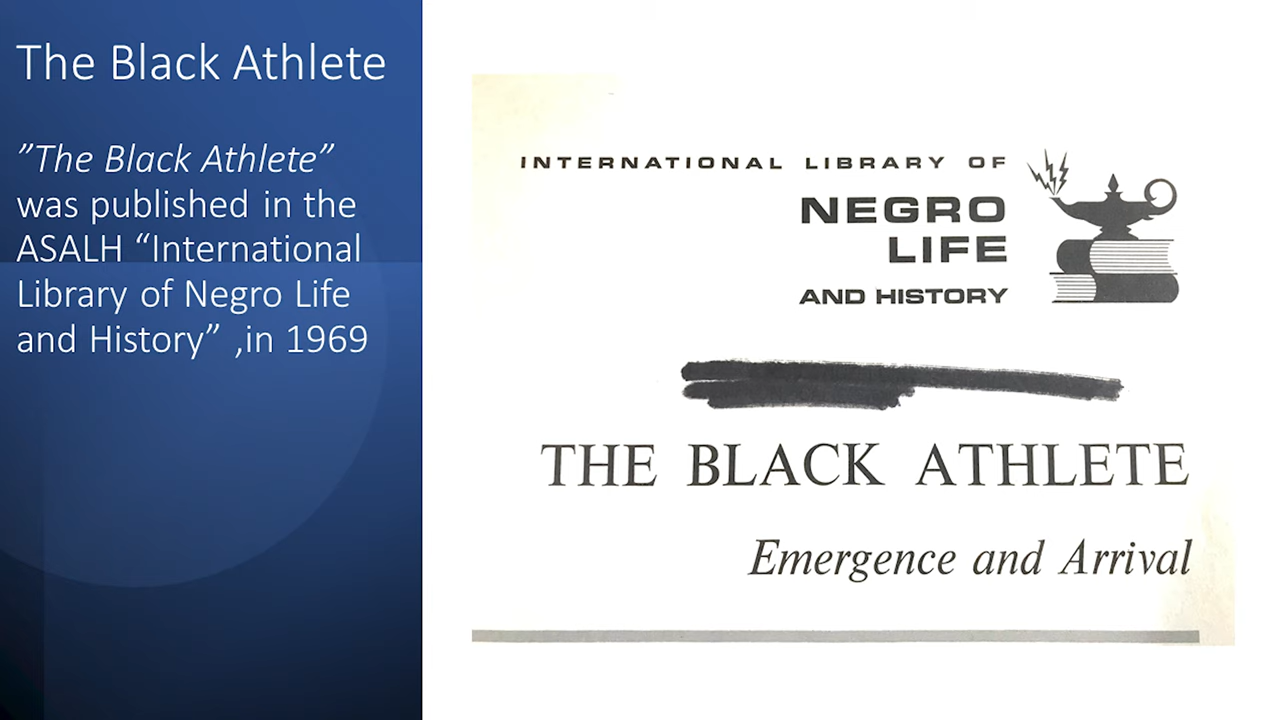 The Black Athlete
”The Black Athlete”
was published in the
ASALH “International
Library of Negro Life
and History” ,in 1969
INTERNATIONAL LIBRARY OF
NEGRO
LIFE
AND HISTORY
THE BLACK ATHLETE
Emergence and Arrival